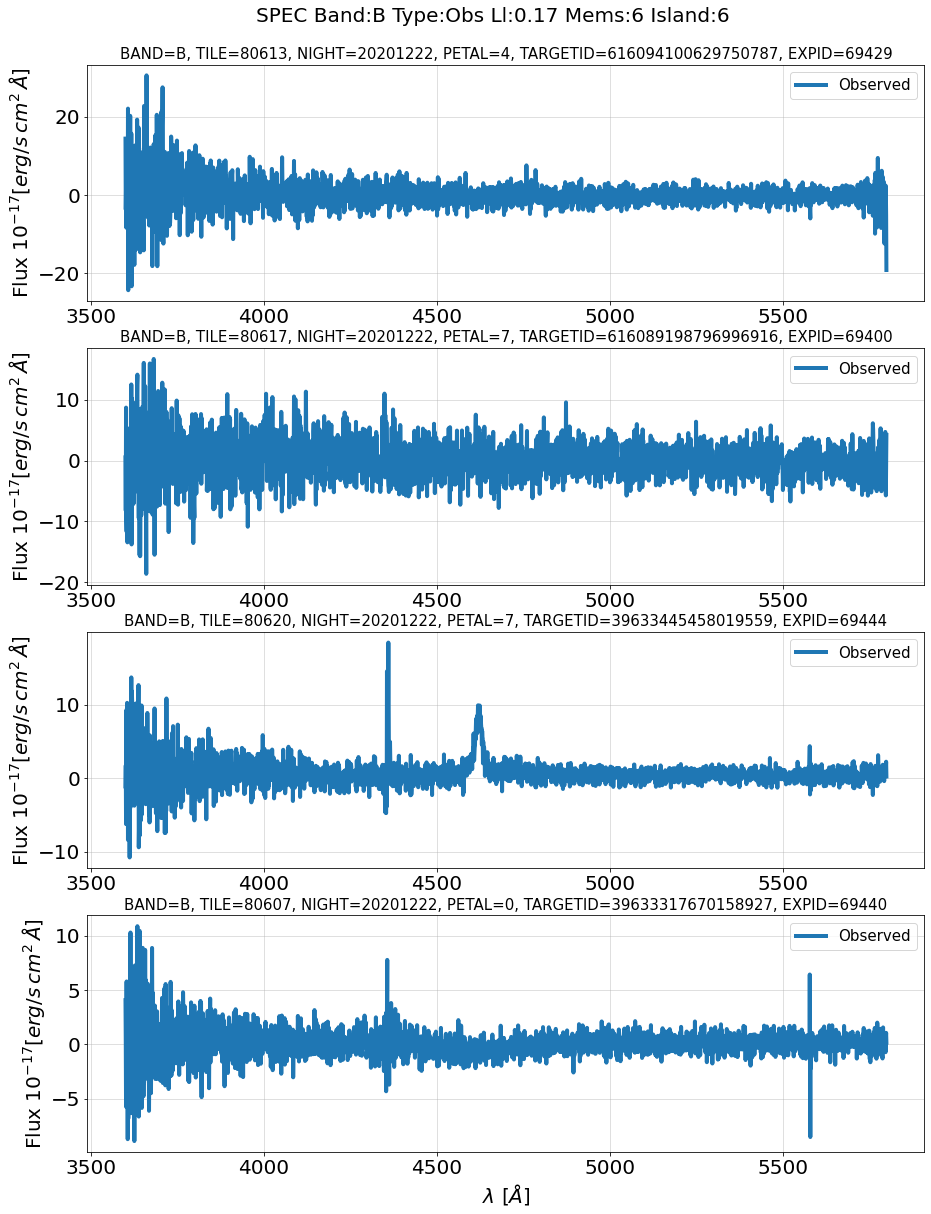 SPEC Band:B Type:Obs Ll:0.17 Mems:6 Island:6
BAND=B, TILE=80613, NIGHT=20201222, PETAL=4, TARGETID=616094100629750787, EXPID=69429
Observed
Flux 10^{-17}[erg/s cm^2 Å]
20
0
−20
3500 4000 4500 5000 5500
BAND=B, TILE=80617, NIGHT=20201222, PETAL=7, TARGETID=616089198796996916, EXPID=69400
Observed
Flux 10^{-17}[erg/s cm^2 Å]
10
0
−10
−20
3500 4000 4500 5000 5500
BAND=B, TILE=80620, NIGHT=20201222, PETAL=7, TARGETID=39633445458019559, EXPID=69444
Observed
Flux 10^{-17}[erg/s cm^2 Å]
10
0
−10
3500 4000 4500 5000 5500
BAND=B, TILE=80607, NIGHT=20201222, PETAL=0, TARGETID=39633317670158927, EXPID=69440
Observed
Flux 10^{-17}[erg/s cm^2 Å]
10
5
0
−5
3500 4000 4500 5000 5500
λ [Å]